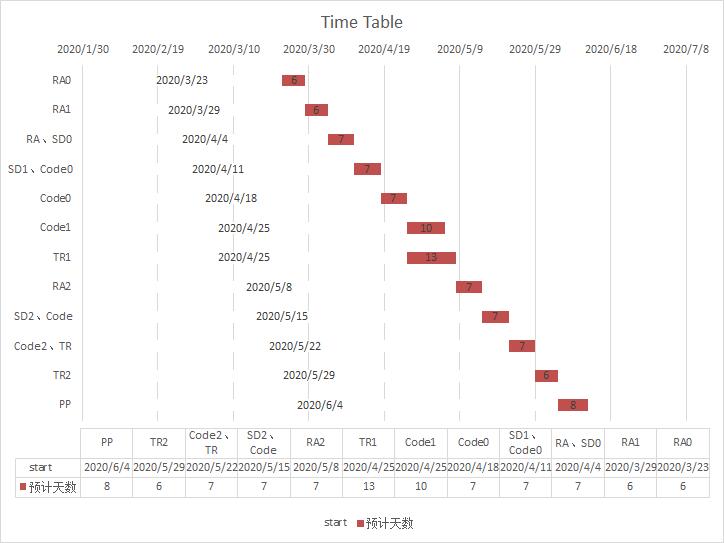 Time Table
2020/1/30 2020/2/19 2020/3/10 2020/3/30 2020/4/19 2020/5/9 2020/5/29 2020/6/18 2020/7/8
RA0 2020/3/23 6
RA1 2020/3/29 6
RA、SD0 2020/4/4 7
SD1、Code0 2020/4/11 7
Code0 2020/4/18 7
Code1 2020/4/25 10
TR1 2020/4/25 13
RA2 2020/5/8 7
SD2、Code 2020/5/15 7
Code2、TR 2020/5/22 7
TR2 2020/5/29 6
PP 2020/6/4 8
PP TR2 Code2、TR SD2、Code RA2 TR1 Code1 Code0 SD1、Code0 RA、SD0 RA1 RA0
start 2020/6/4 2020/5/29 2020/5/22 2020/5/15 2020/5/8 2020/4/25 2020/4/25 2020/4/18 2020/4/11 2020/4/4 2020/3/29 2020/3/23
预计天数 8 6 7 7 7 13 10 7 7 7 6 6
start 预计天数